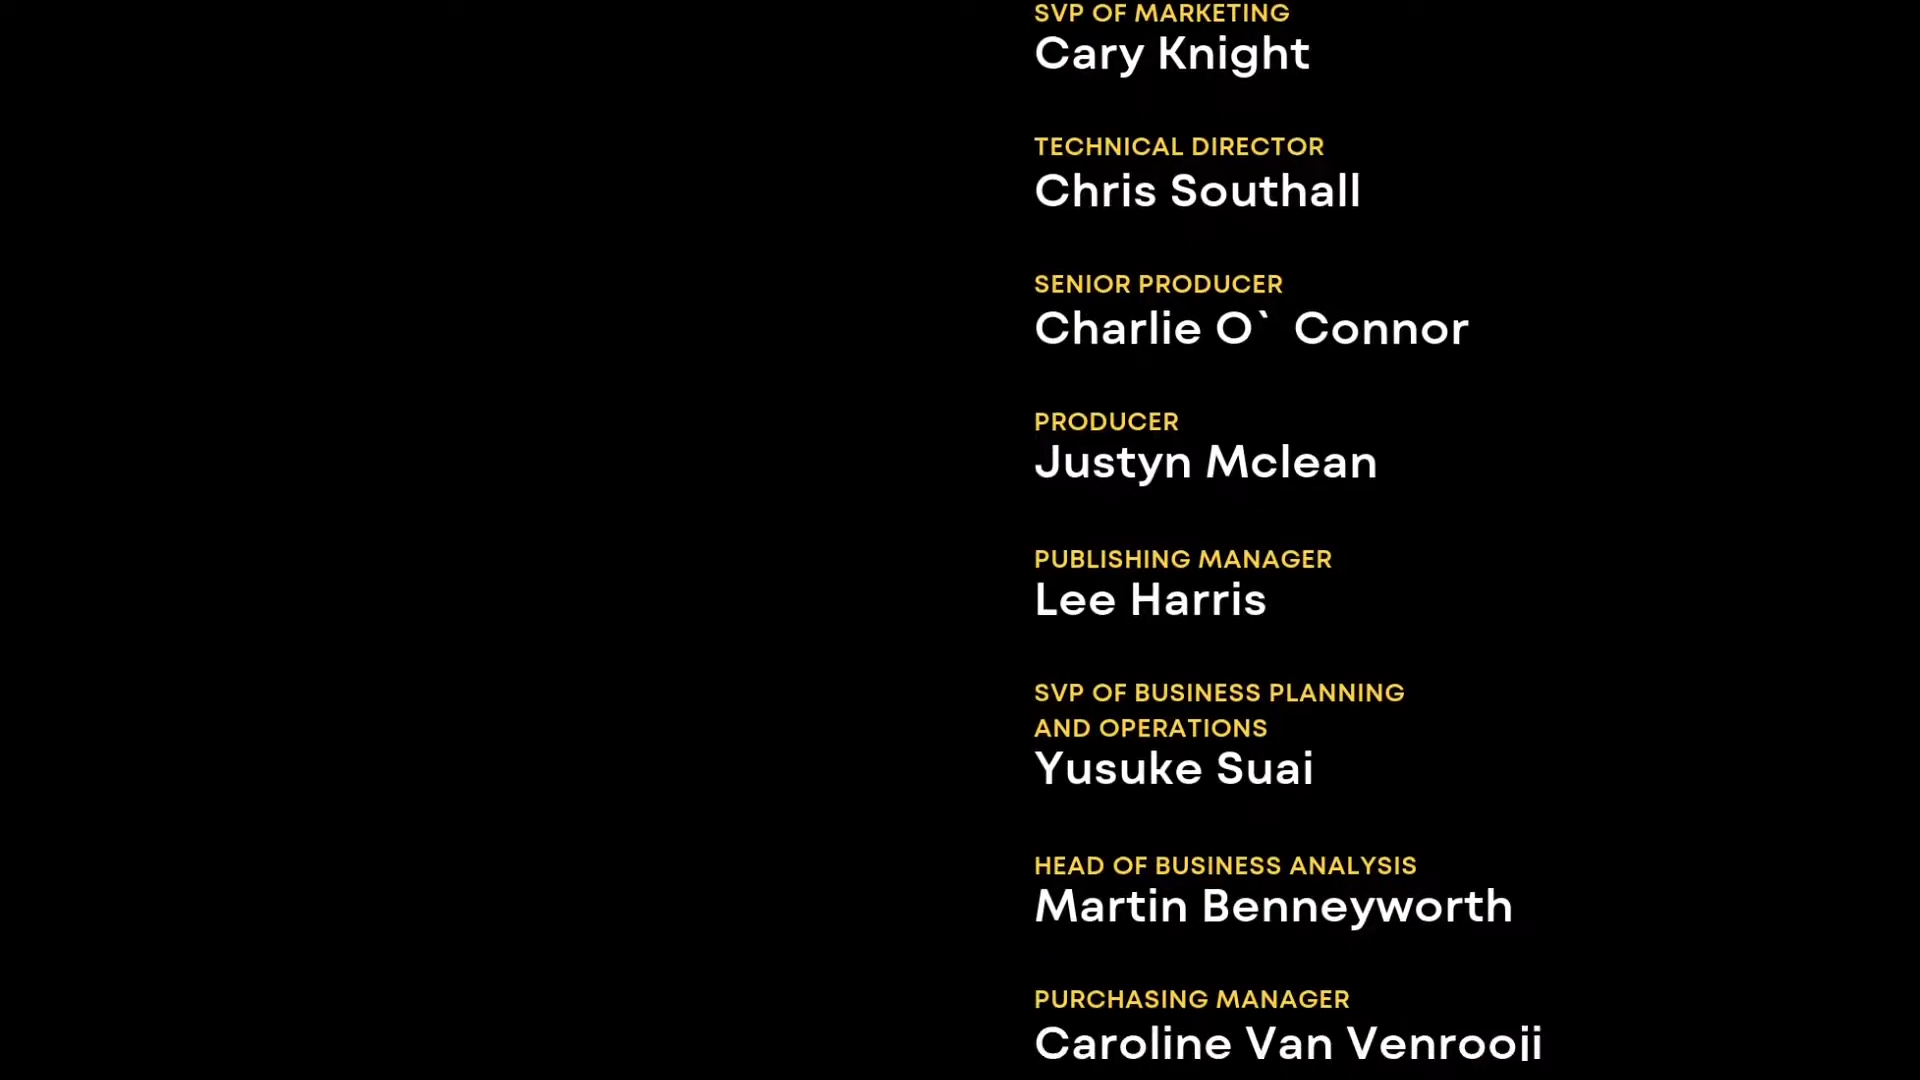 SVP OF MARKETING
Cary Knight
TECHNICAL DIRECTOR
Chris Southall
SENIOR PRODUCER
Charlie O` Connor
PRODUCER
Justyn Mclean
PUBLISHING MANAGER
Lee Harris
SVP OF BUSINESS PLANNING
AND OPERATIONS
Yusuke Suai
HEAD OF BUSINESS ANALYSIS
Martin Benneyworth
PURCHASING MANAGER
Caroline Van Venrooji